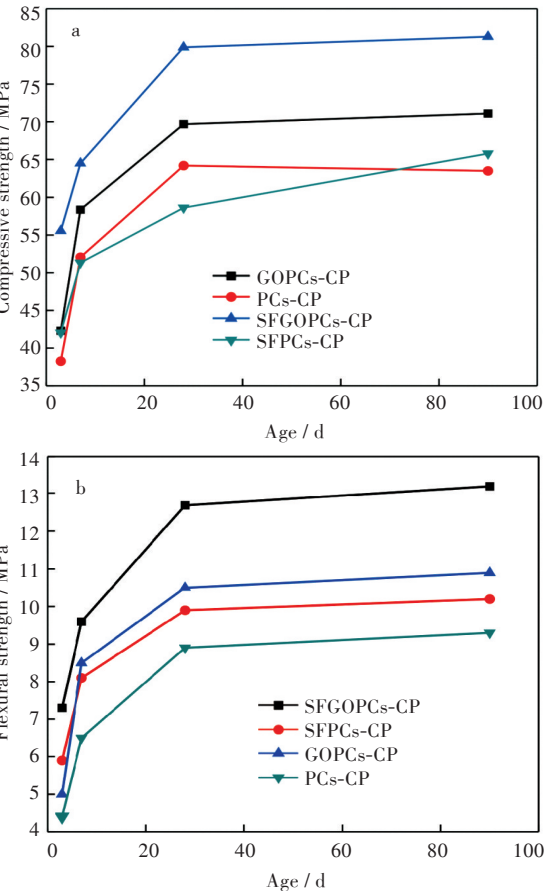 85
80
75
70
65
60
55
50
45
40
35
a
Compressive strength / MPa
GOPCs-CP
PCs-CP
SFGOPCs-CP
SFPCs-CP
0 20 40 60 80 100
Age / d
14
13
12
11
10
9
8
7
6
5
4
b
Flexural strength / MPa
SFGOPCs-CP
SFPCs-CP
GOPCs-CP
PCs-CP
0 20 40 60 80 100
Age / d